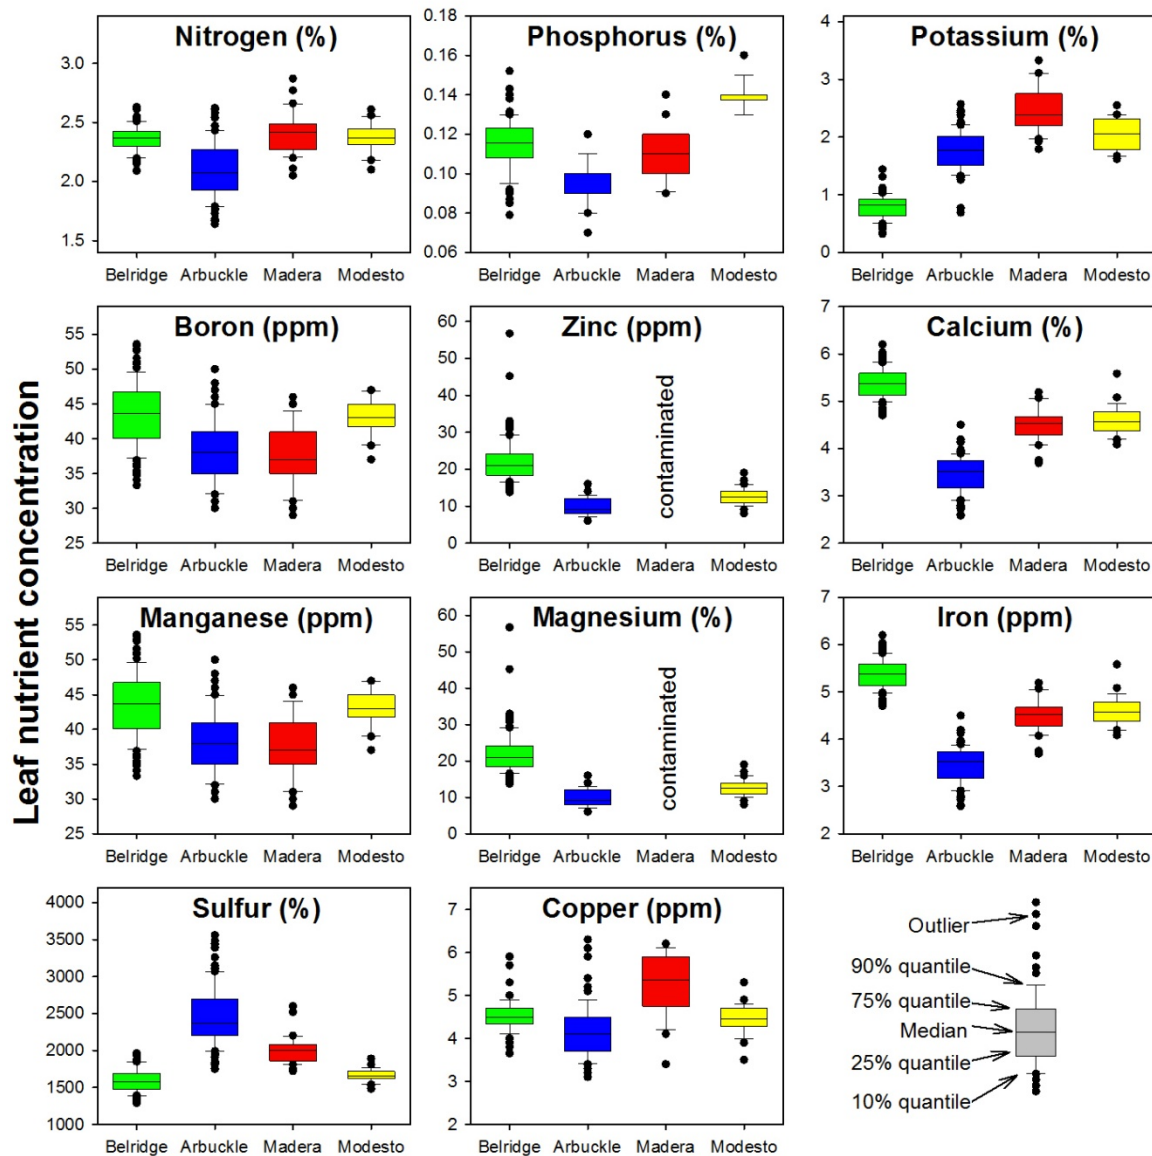 Leaf nutrient concentration
Nitrogen (%)
3.0
2.5
2.0
1.5
Belridge Arbuckle Madera Modesto
Phosphorus (%)
0.18
0.16
0.14
0.12
0.10
0.08
0.06
Belridge Arbuckle Madera Modesto
Potassium (%)
4
3
2
1
0
Belridge Arbuckle Madera Modesto
Boron (ppm)
55
50
45
40
35
30
25
Belridge Arbuckle Madera Modesto
Zinc (ppm)
60
50
40
30
20
10
0
contaminated
Belridge Arbuckle Madera Modesto
Calcium (%)
7
6
5
4
3
2
Belridge Arbuckle Madera Modesto
Manganese (ppm)
55
50
45
40
35
30
25
Belridge Arbuckle Madera Modesto
Magnesium (%)
60
50
40
30
20
10
0
contaminated
Belridge Arbuckle Madera Modesto
Iron (ppm)
7
6
5
4
3
2
Belridge Arbuckle Madera Modesto
Sulfur (%)
4000
3500
3000
2500
2000
1500
1000
Belridge Arbuckle Madera Modesto
Copper (ppm)
7
6
5
4
3
2
Belridge Arbuckle Madera Modesto
Outlier
90% quantile
75% quantile
Median
25% quantile
10% quantile